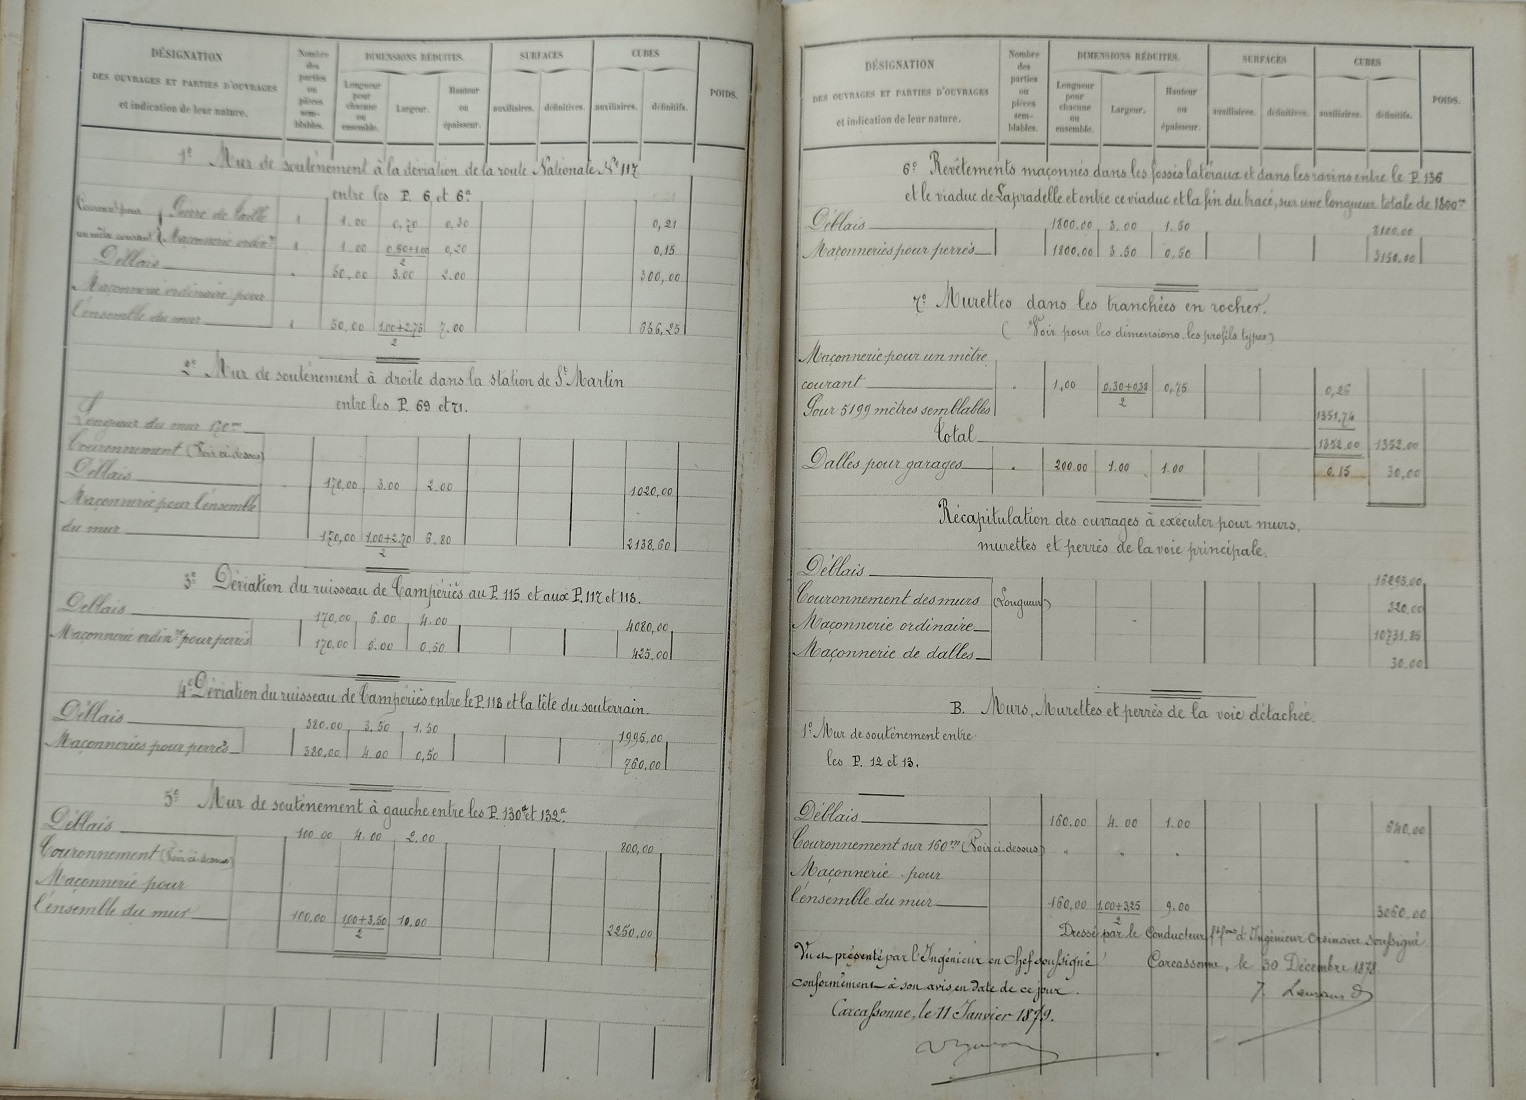 DÉSIGNATION
DES OUVRAGES ET PARTIES D'OUVRAGES
et indication de leur nature.
Nombre des parties ou pièces sem- blables.
DIMENSIONS RÉDUITES.
Longueur pour chacune ou ensemble.
Largeur.
Hauteur ou épaisseur.
SURFACES
auxiliaires.
définitives.
CUBES
auxiliaires.
définitifs.
POIDS.
1º Mur de soutènement à la déviation de la route Nationale Nº 117
entre les P. 6 et 6ª
Couronnt pour Pierre de taille 1.00 0,70 0,30 0,21
un mètre courant Maçonnerie ordinre 1.00 0,50+1,00/2 0,20 0,15
Déblais 50,00 3.00 2.00 300,00
Maçonnerie ordinaire pour
l'ensemble du mur 50,00 1,00+2,75/2 7.00 656,25
2º Mur de soutènement à droite dans la station de St Martin
entre les P. 69 et 71.
Longueur du mur 170m
Couronnement (Voir ci-dessus)
Déblais 170,00 3.00 2.00 1020,00
Maçonnerie pour l'ensemble
du mur 170,00 1,00+2,70/2 6.80 2138,60
3º Déviation du ruisseau de Campériès au P. 115 et aux P. 117 et 118.
Déblais 170,00 6.00 4.00 4080,00
Maçonnerie ordinre pour perrés 170,00 5.00 0,50 425,00
4º Déviation du ruisseau de Campériès entre le P. 118 et la tête du souterrain.
Déblais 380.00 3.50 1.50 1995,00
Maçonneries pour perrés 380,00 4.00 0,50 760,00
5º Mur de soutènement à gauche entre les P. 130ª et 132ª
Déblais 100.00 4.00 2.00 800,00
Couronnement (Voir ci-dessus)
Maçonnerie pour
l'ensemble du mur 100.00 1,00+3,50/2 10.00 2250,00
DÉSIGNATION
DES OUVRAGES ET PARTIES D'OUVRAGES
et indication de leur nature.
Nombre des parties ou pièces sem- blables.
DIMENSIONS RÉDUITES.
Longueur pour chacune ou ensemble.
Largeur.
Hauteur ou épaisseur.
SURFACES
auxiliaires.
définitives.
CUBES
auxiliaires.
définitifs.
POIDS.
6º Revêtements maçonnés dans les fossés latéraux et dans les ravins entre le P. 136
et le viaduc de Lapradelle et entre ce viaduc et la fin du tracé, sur une longueur totale de 1800m
Déblais 1800.00 3.00 1.50 8100.00
Maçonneries pour perrés 1800.00 3.50 0,50 3150.00
7º Murettes dans les tranchées en rocher.
(Voir pour les dimensions, les profils types)
Maçonnerie pour un mètre
courant 1,00 0,30+0,38/2 0,75 0,26
Pour 5199 mètres semblables 1351,74
Total 1352.00 1352.00
Dalles pour garages 200.00 1.00 1.00 0.15 30,00
Récapitulation des ouvrages à exécuter pour murs,
murettes et perrés de la voie principale.
Déblais 16295,00
Couronnement des murs (Longueur) 320,00
Maçonnerie ordinaire 10731,85
Maçonnerie de dalles 30.00
B. Murs, Murettes et perrés de la voie détachée.
1º Mur de soutènement entre
les P. 12 et 13.
Déblais 160.00 4.00 1.00 640,00
Couronnement sur 160m (Voir ci-dessus)
Maçonnerie pour
l'ensemble du mur 160,00 1,00+3,25/2 9.00 3060,00
Dressé par le Conducteur ft fons d'Ingénieur Ordinaire soussigné
Vu et présenté par l'Ingénieur en Chef soussigné
Carcassonne, le 30 Décembre 1878
conformément à son avis en date de ce jour.
Carcassonne, le 11 Janvier 1879.